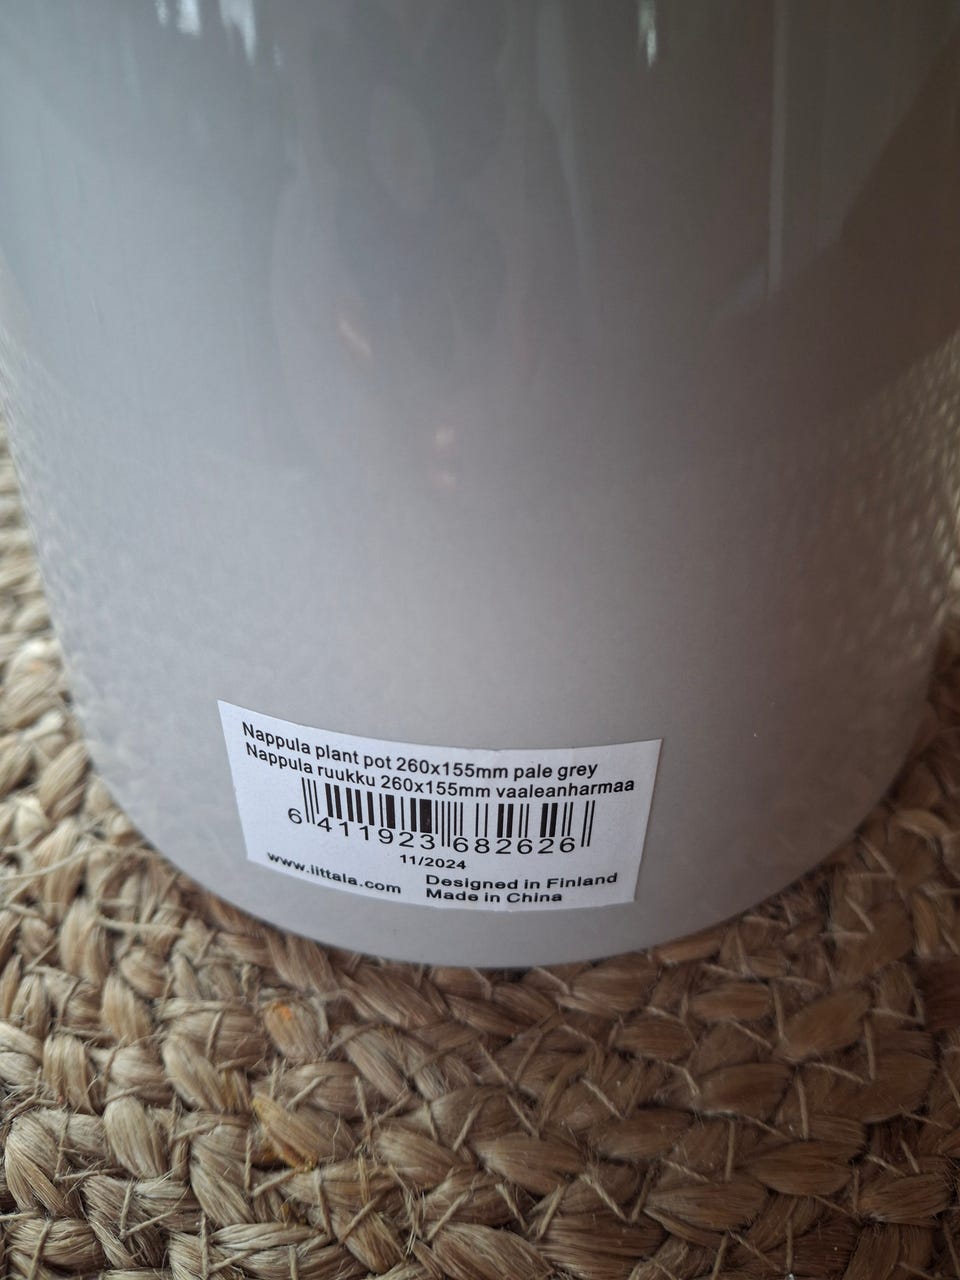 Nappula plant pot 260x155mm pale grey
Nappula ruukku 260x155mm vaaleanharmaa
6 411923 682626
11/2024
www.iittala.com
Designed in Finland
Made in China